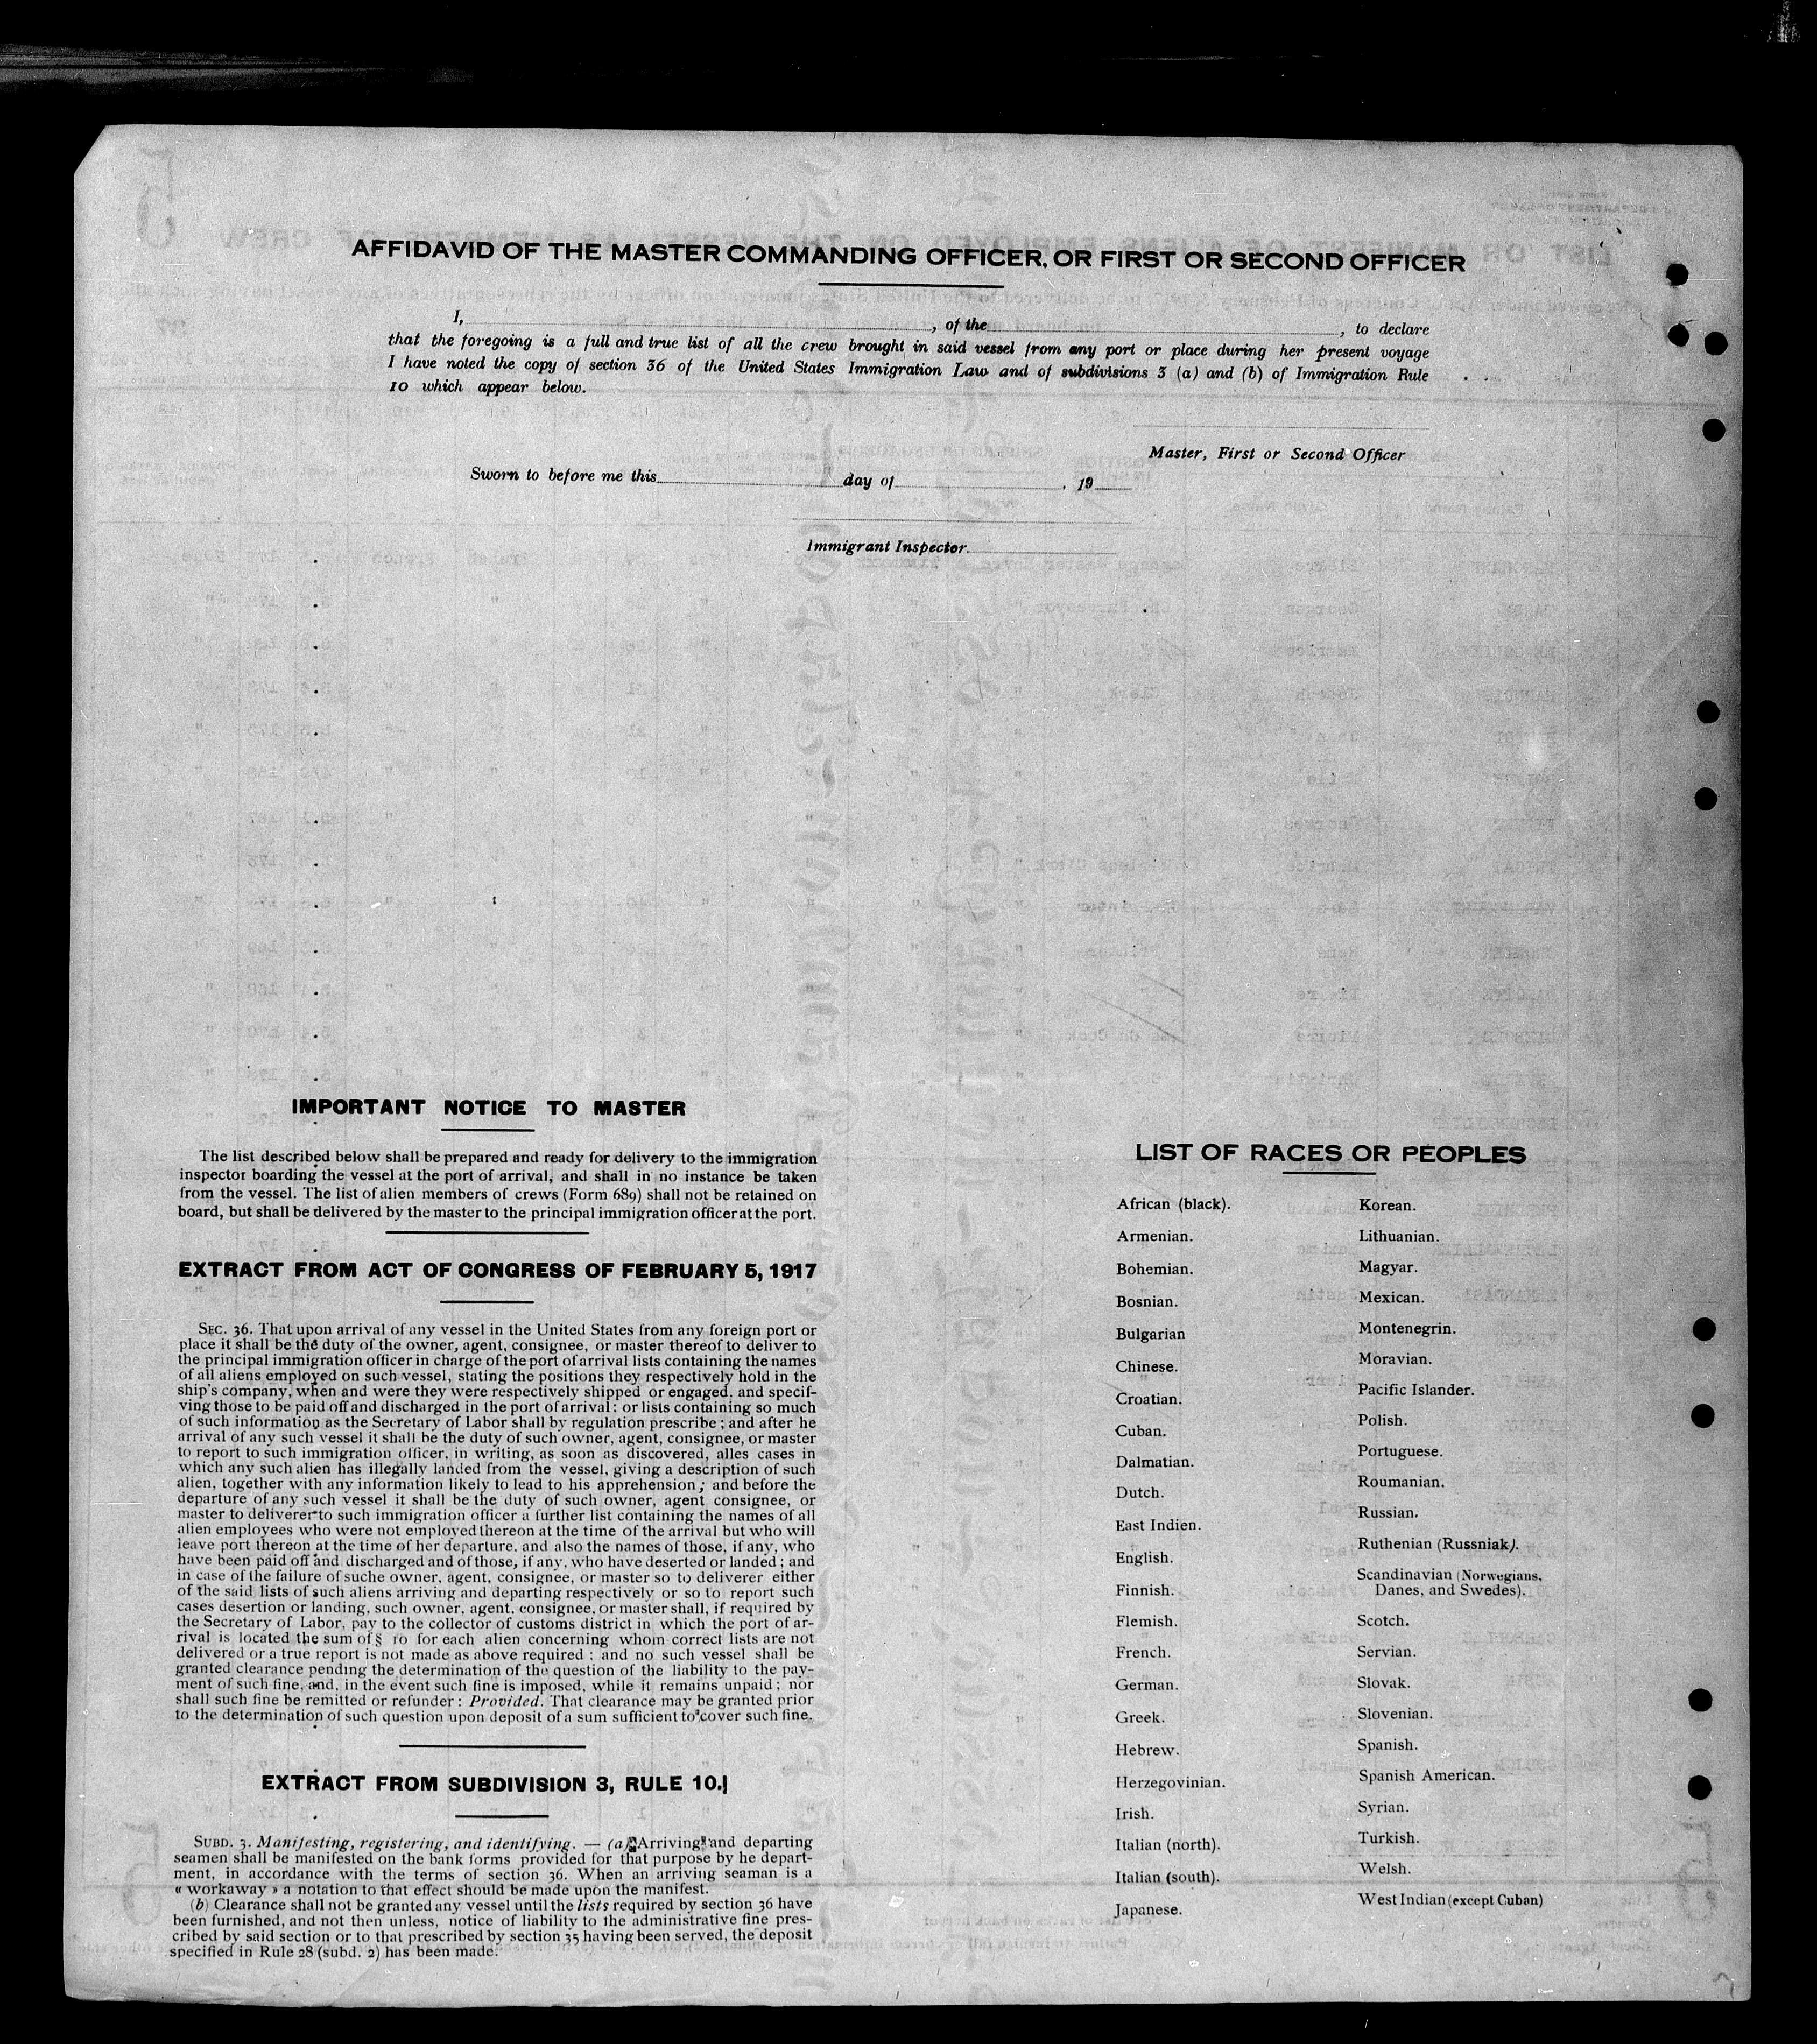 AFFIDAVID OF THE MASTER COMMANDING OFFICER, OR FIRST OR SECOND OFFICER
I, , of the , to declare
that the foregoing is a full and true list of all the crew brought in said vessel from any port or place during her present voyage
I have noted the copy of section 36 of the United States Immigration Law and of subdivisions 3 (a) and (b) of Immigration Rule
10 which appear below.
Master, First or Second Officer
Sworn to before me this day of , 19
Immigrant Inspector.
IMPORTANT NOTICE TO MASTER
The list described below shall be prepared and ready for delivery to the immigration
inspector boarding the vessel at the port of arrival, and shall in no instance be taken
from the vessel. The list of alien members of crews (Form 689) shall not be retained on
board, but shall be delivered by the master to the principal immigration officer at the port.
EXTRACT FROM ACT OF CONGRESS OF FEBRUARY 5, 1917
SEC. 36. That upon arrival of any vessel in the United States from any foreign port or
place it shall be the duty of the owner, agent, consignee, or master thereof to deliver to
the principal immigration officer in charge of the port of arrival lists containing the names
of all aliens employed on such vessel, stating the positions they respectively hold in the
ship's company, when and were they were respectively shipped or engaged, and specif-
ving those to be paid off and discharged in the port of arrival: or lists containing so much
of such information as the Secretary of Labor shall by regulation prescribe; and after he
arrival of any such vessel it shall be the duty of such owner, agent, consignee, or master
to report to such immigration officer, in writing, as soon as discovered, alles cases in
which any such alien has illegally landed from the vessel, giving a description of such
alien, together with any information likely to lead to his apprehension; and before the
departure of any such vessel it shall be the duty of such owner, agent consignee, or
master to deliverer to such immigration officer a further list containing the names of all
alien employees who were not employed thereon at the time of the arrival but who will
leave port thereon at the time of her departure, and also the names of those, if any, who
have been paid off and discharged and of those, if any, who have deserted or landed; and
in case of the failure of suche owner, agent, consignee, or master so to deliverer either
of the said lists of such aliens arriving and departing respectively or so to report such
cases desertion or landing, such owner, agent, consignee, or master shall, if required by
the Secretary of Labor, pay to the collector of customs district in which the port of ar-
rival is located the sum of $ 10 for each alien concerning whom correct lists are not
delivered or a true report is not made as above required: and no such vessel shall be
granted clearance pending the determination of the question of the liability to the pay-
ment of such fine, and, in the event such fine is imposed, while it remains unpaid; nor
shall such fine be remitted or refunder: Provided. That clearance may be granted prior
to the determination of such question upon deposit of a sum sufficient to cover such fine.
EXTRACT FROM SUBDIVISION 3, RULE 10.
SUBD. 3. Manifesting, registering, and identifying. — (a) Arriving and departing
seamen shall be manifested on the bank forms provided for that purpose by he depart-
ment, in accordance with the terms of section 36. When an arriving seaman is a
« workaway » a notation to that effect should be made upon the manifest.
(b) Clearance shall not be granted any vessel until the lists required by section 36 have
been furnished, and not then unless, notice of liability to the administrative fine pres-
cribed by said section or to that prescribed by section 35 having been served, the deposit
specified in Rule 28 (subd. 2) has been made.
LIST OF RACES OR PEOPLES
African (black).
Armenian.
Bohemian.
Bosnian.
Bulgarian
Chinese.
Croatian.
Cuban.
Dalmatian.
Dutch.
East Indien.
English.
Finnish.
Flemish.
French.
German.
Greek.
Hebrew.
Herzegovinian.
Irish.
Italian (north).
Italian (south).
Japanese.
Korean.
Lithuanian.
Magyar.
Mexican.
Montenegrin.
Moravian.
Pacific Islander.
Polish.
Portuguese.
Roumanian.
Russian.
Ruthenian (Russniak).
Scandinavian (Norwegians,
Danes, and Swedes).
Scotch.
Servian.
Slovak.
Slovenian.
Spanish.
Spanish American.
Syrian.
Turkish.
Welsh.
West Indian (except Cuban)